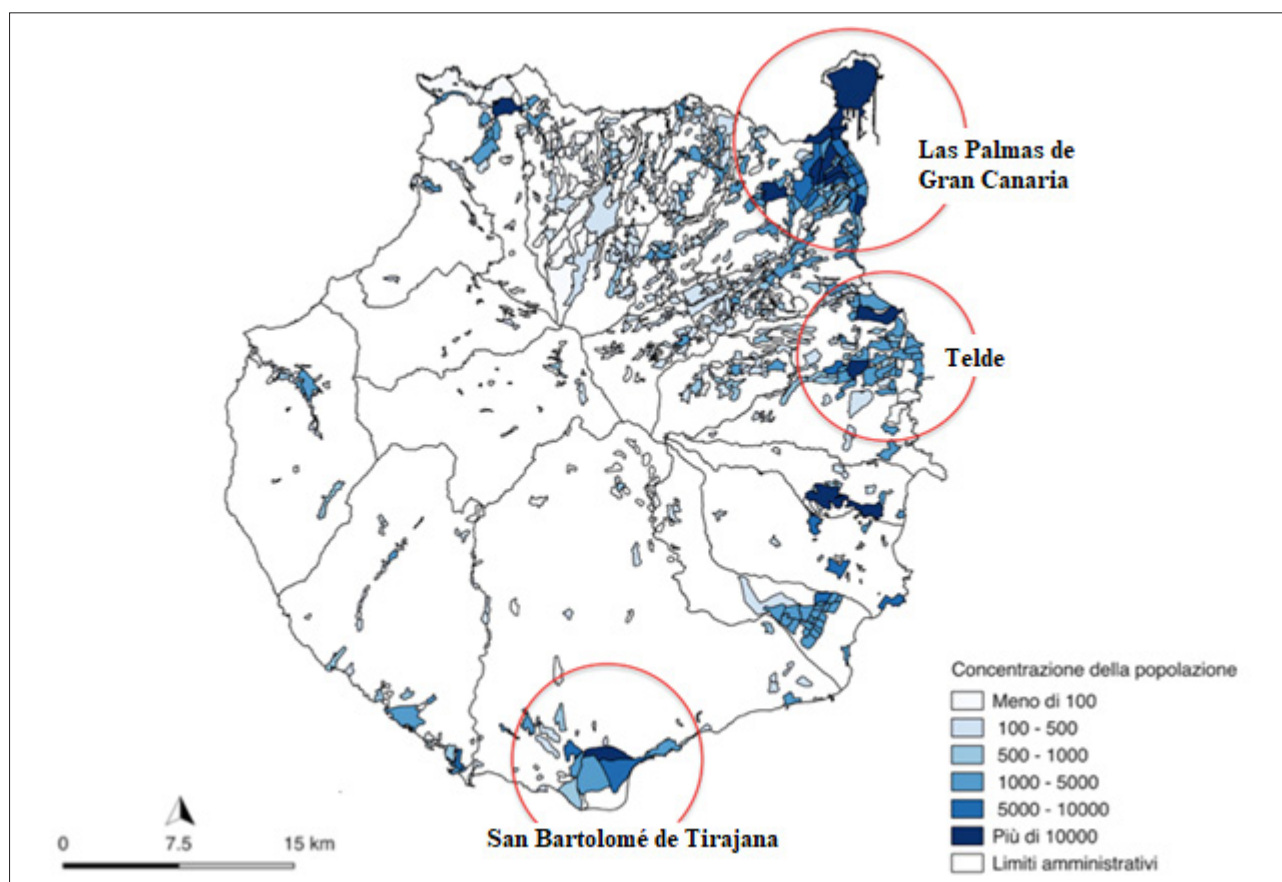 Las Palmas de
Gran Canaria
Telde
San Bartolomé de Tirajana
Concentrazione della popolazione
Meno di 100
100 - 500
500 - 1000
1000 - 5000
5000 - 10000
Più di 10000
Limiti amministrativi
0 7.5 15 km